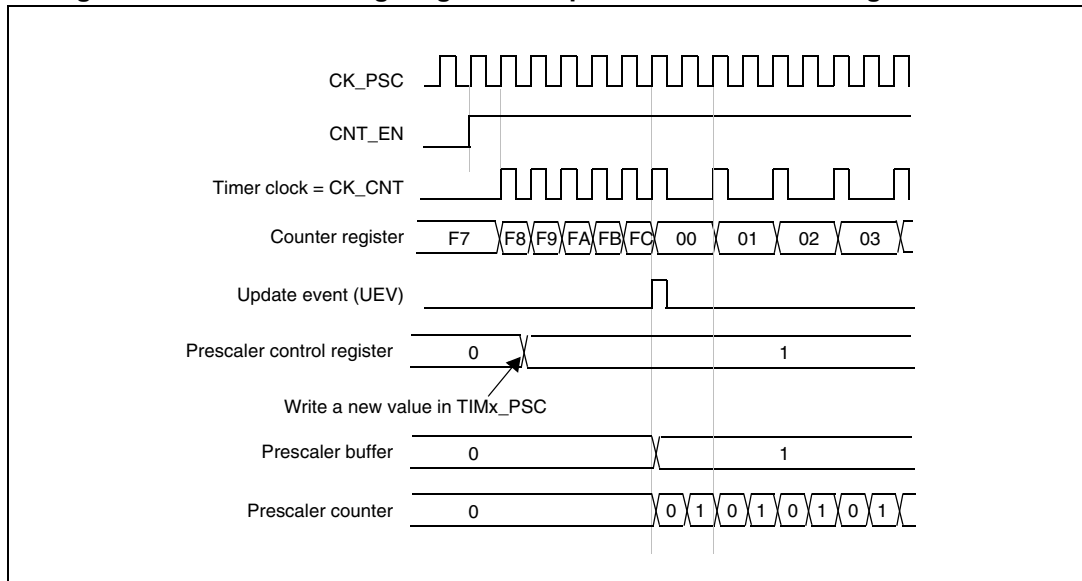 CK_PSC
CNT_EN
Timer clock = CK_CNT
Counter register F7 F8 F9 FA FB FC 00 01 02 03
Update event (UEV)
Prescaler control register 0 1
Write a new value in TIMx_PSC
Prescaler buffer 0 1
Prescaler counter 0 0 1 0 1 0 1 0 1